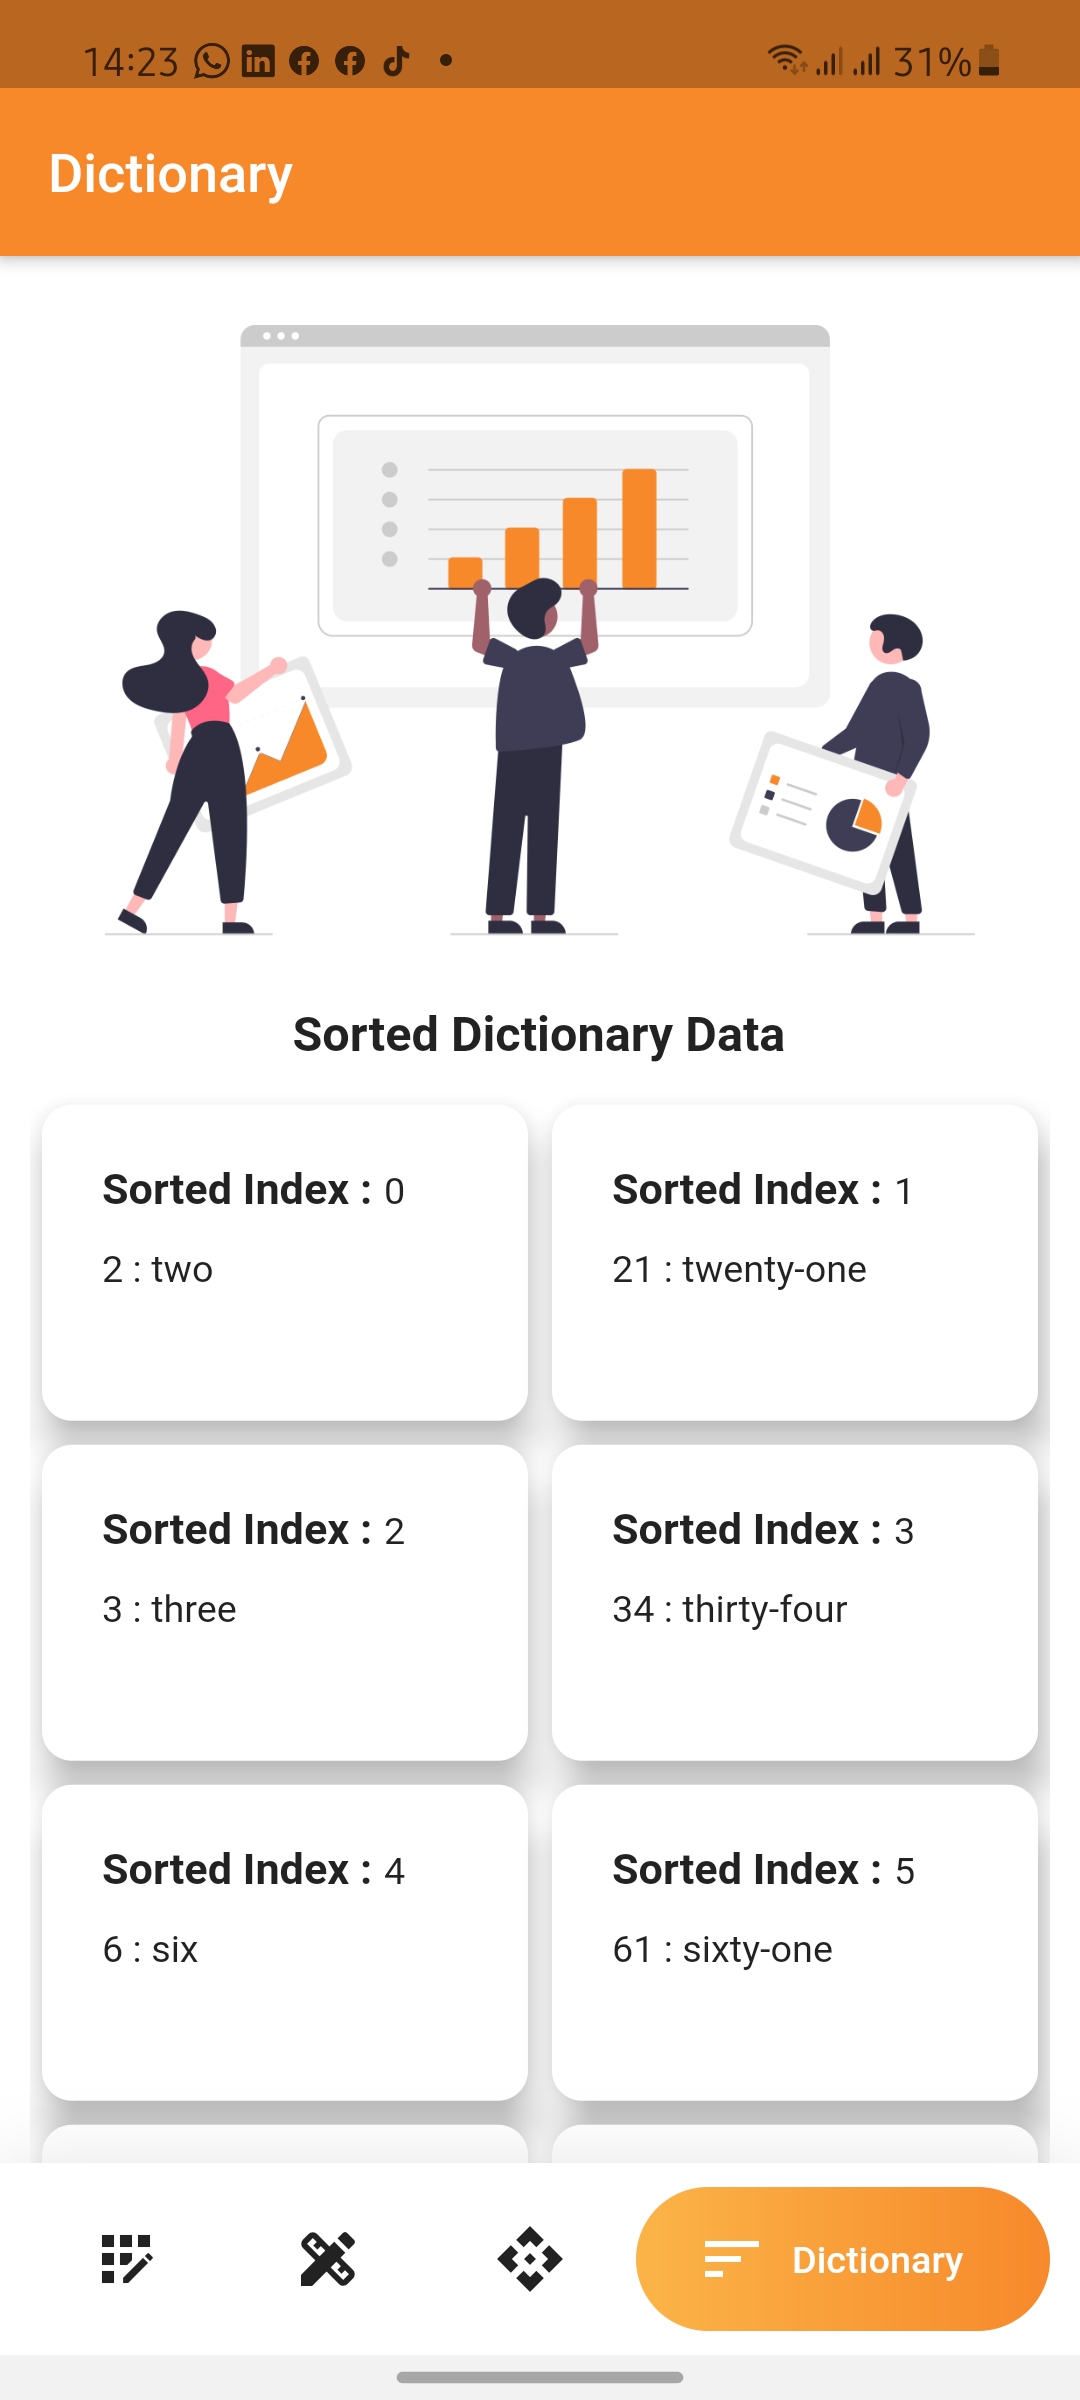 14:23
31%
Dictionary
Sorted Dictionary Data
Sorted Index : 0
2 : two
Sorted Index : 1
21 : twenty-one
Sorted Index : 2
3 : three
Sorted Index : 3
34 : thirty-four
Sorted Index : 4
6 : six
Sorted Index : 5
61 : sixty-one
Dictionary